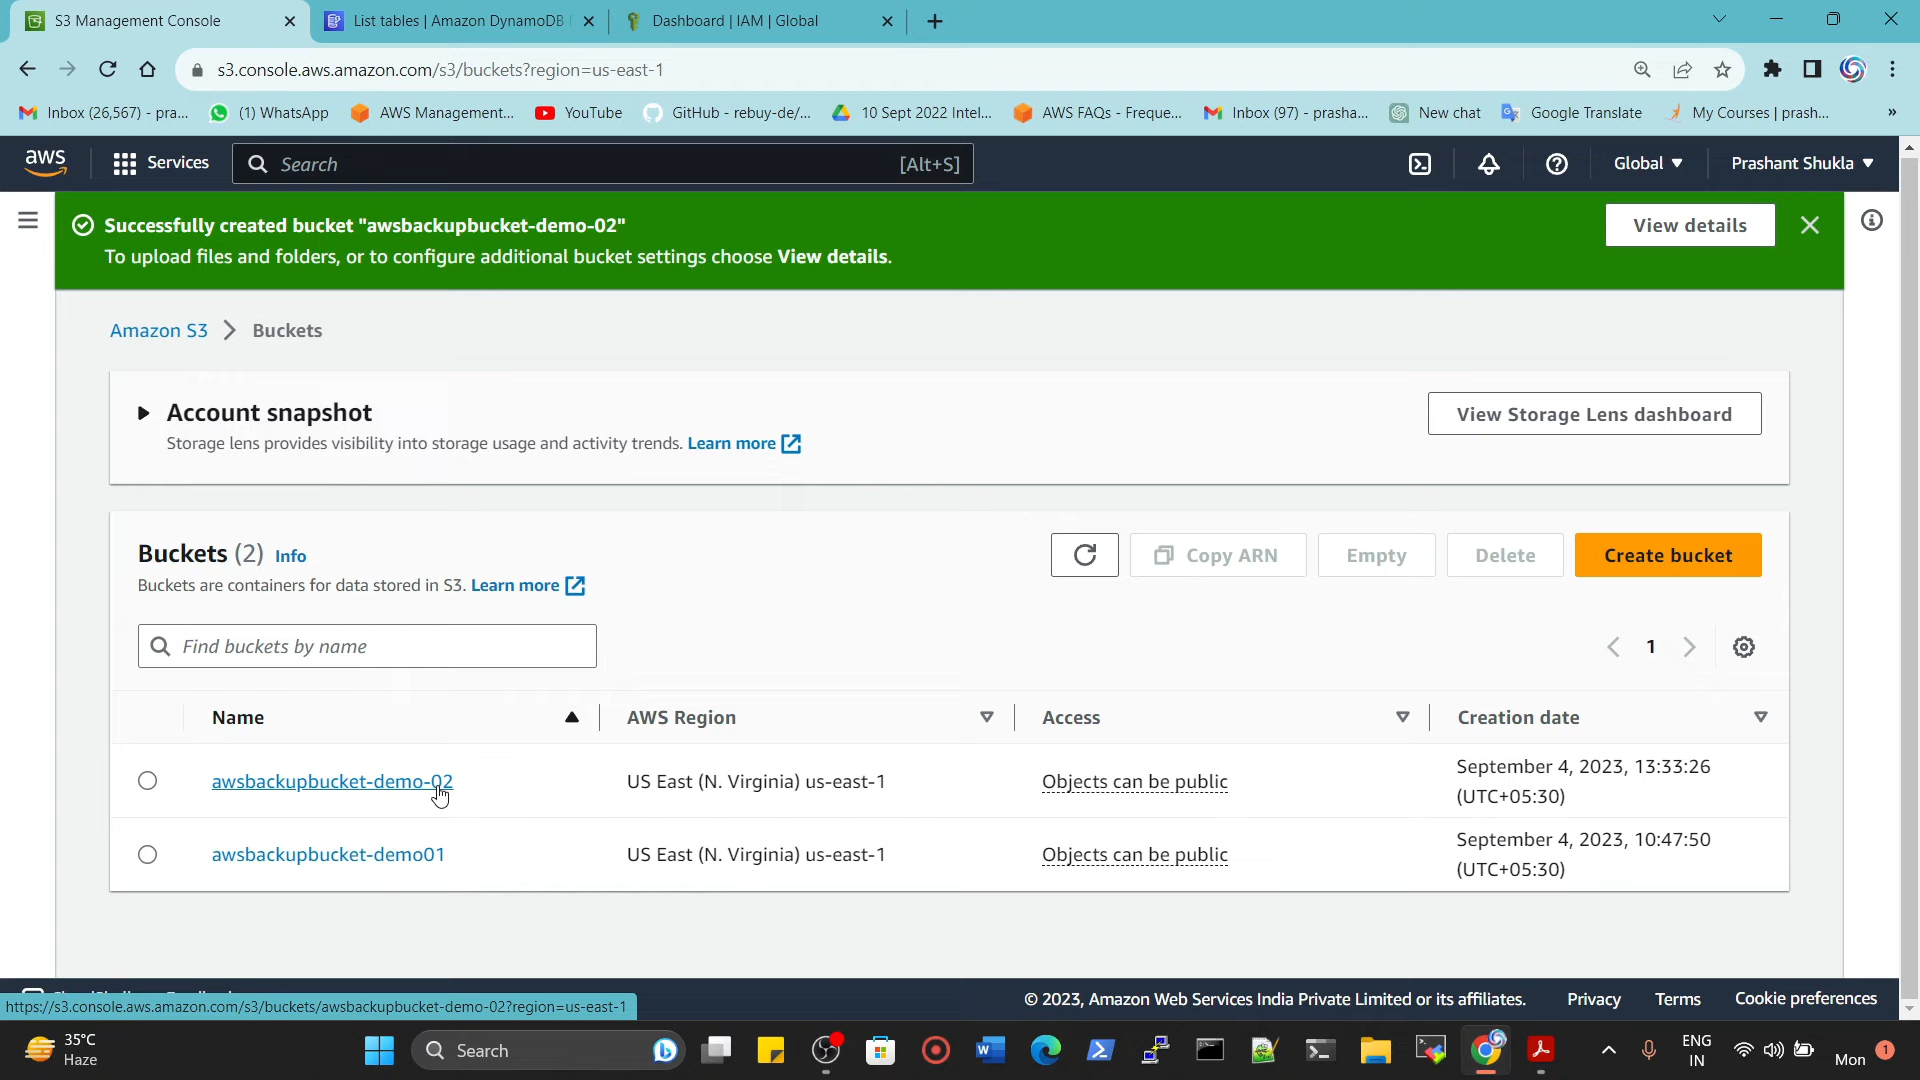 S3 Management Console
List tables | Amazon DynamoDB
Dashboard | IAM | Global
s3.console.aws.amazon.com/s3/buckets?region=us-east-1
Inbox (26,567) - pra...
(1) WhatsApp
AWS Management...
YouTube
GitHub - rebuy-de/...
10 Sept 2022 Intel...
AWS FAQs - Freque...
Inbox (97) - prasha...
New chat
Google Translate
My Courses | prash...
»
aws
Services
Search
[Alt+S]
Global
Prashant Shukla
Successfully created bucket "awsbackupbucket-demo-02"
To upload files and folders, or to configure additional bucket settings choose View details.
View details
Amazon S3 > Buckets
Account snapshot
Storage lens provides visibility into storage usage and activity trends. Learn more
View Storage Lens dashboard
Buckets (2) Info
Buckets are containers for data stored in S3. Learn more
Copy ARN
Empty
Delete
Create bucket
Find buckets by name
1
Name
AWS Region
Access
Creation date
awsbackupbucket-demo-02
US East (N. Virginia) us-east-1
Objects can be public
September 4, 2023, 13:33:26
(UTC+05:30)
awsbackupbucket-demo01
US East (N. Virginia) us-east-1
Objects can be public
September 4, 2023, 10:47:50
(UTC+05:30)
https://s3.console.aws.amazon.com/s3/buckets/awsbackupbucket-demo-02?region=us-east-1
© 2023, Amazon Web Services India Private Limited or its affiliates.
Privacy
Terms
Cookie preferences
35°C
Haze
Search
ENG
IN
Mon
1